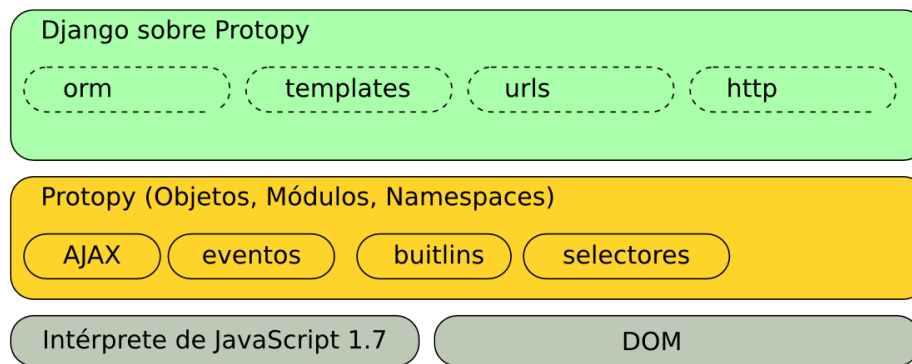 Django sobre Protopy
orm templates urls http
Protopy (Objetos, Módulos, Namespaces)
AJAX eventos buitlins selectores
Intérprete de JavaScript 1.7 DOM